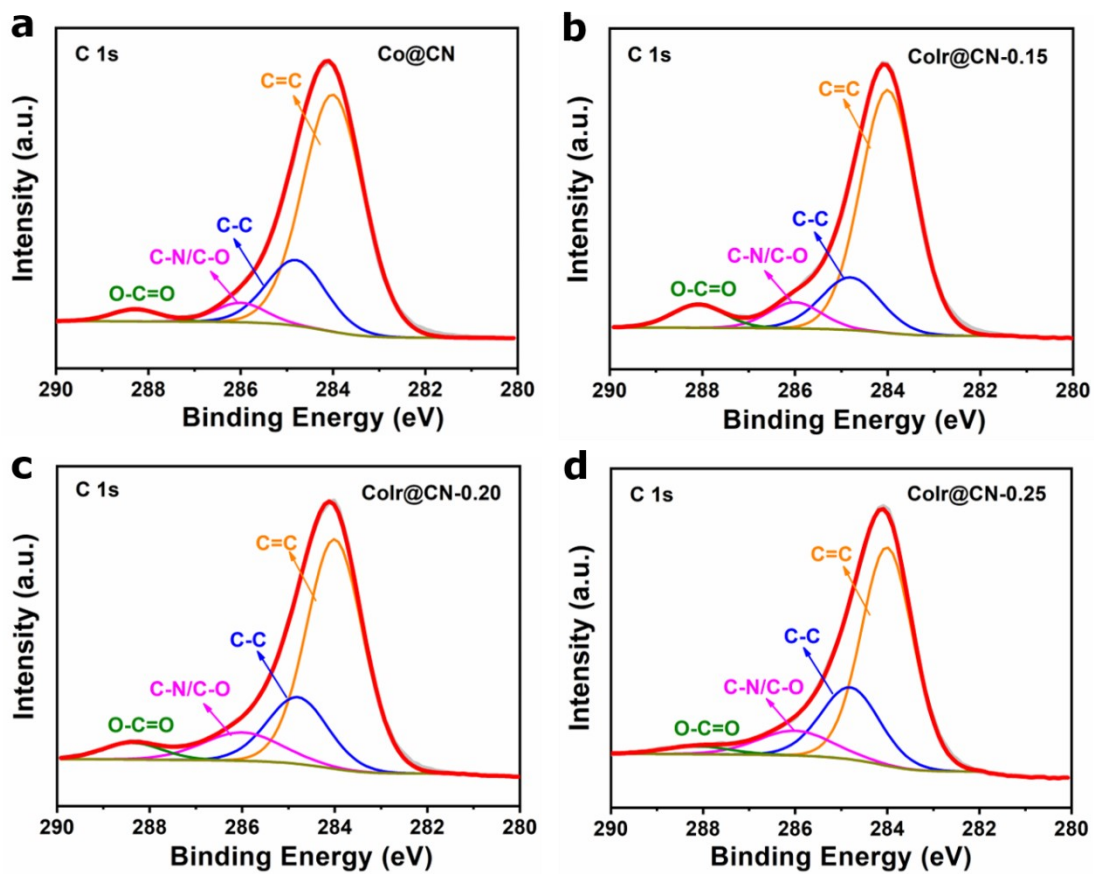 a
C 1s
Co@CN
C=C
C-C
C-N/C-O
O-C=O
Intensity (a.u.)
290 288 286 284 282 280
Binding Energy (eV)
b
C 1s
CoIr@CN-0.15
C=C
C-C
C-N/C-O
O-C=O
Intensity (a.u.)
290 288 286 284 282 280
Binding Energy (eV)
c
C 1s
CoIr@CN-0.20
C=C
C-C
C-N/C-O
O-C=O
Intensity (a.u.)
290 288 286 284 282 280
Binding Energy (eV)
d
C 1s
CoIr@CN-0.25
C=C
C-C
C-N/C-O
O-C=O
Intensity (a.u.)
290 288 286 284 282 280
Binding Energy (eV)